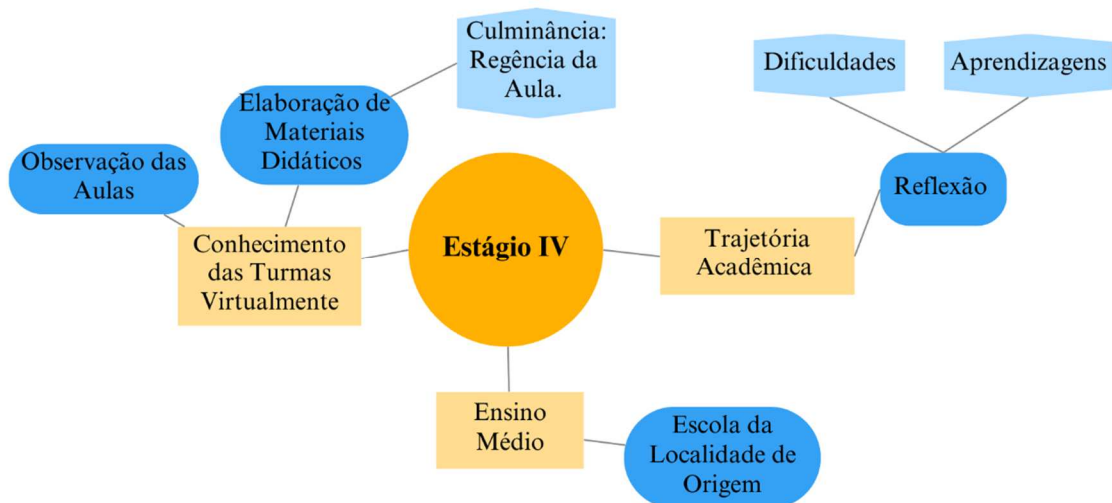 Culminância:
Regência da
Aula.
Dificuldades
Aprendizagens
Elaboração de
Materiais
Didáticos
Observação das
Aulas
Reflexão
Conhecimento
das Turmas
Virtualmente
Estágio IV
Trajetória
Acadêmica
Ensino
Médio
Escola da
Localidade de
Origem